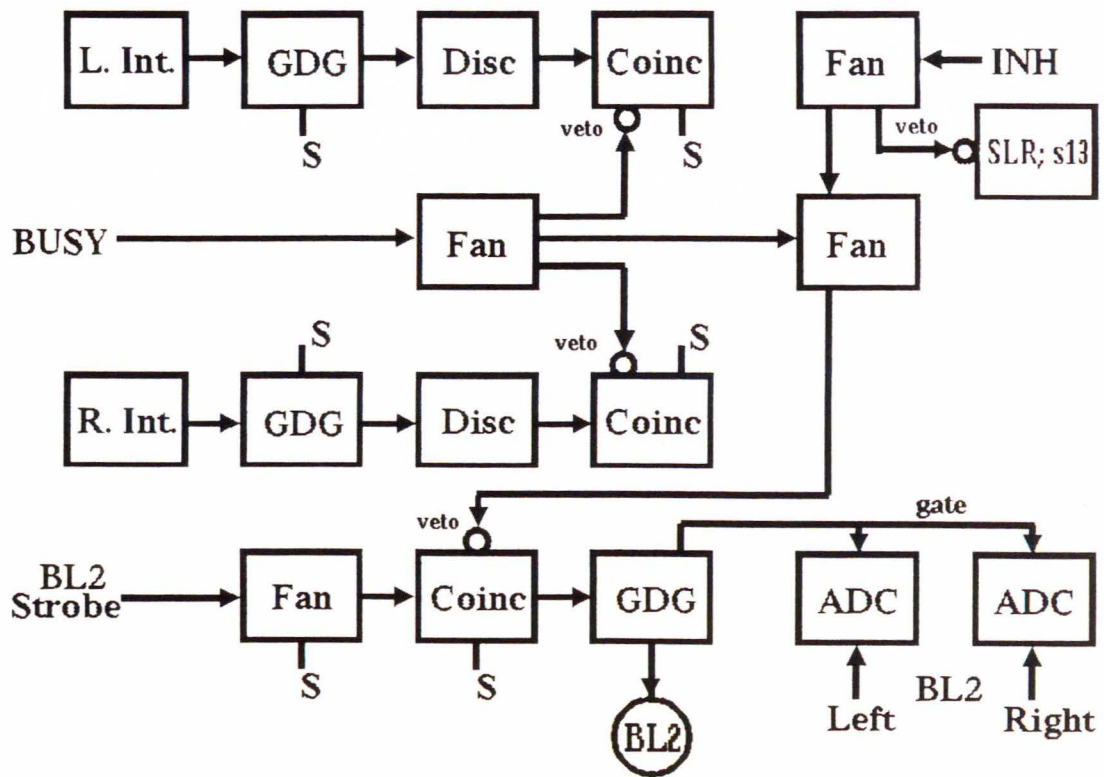 L. Int.
GDG
Disc
Coinc
Fan
INH
veto
S
S
veto
SLR; s13
BUSY
Fan
Fan
S
veto
S
R. Int.
GDG
Disc
Coinc
veto
gate
BL2
Strobe
Fan
Coinc
GDG
ADC
ADC
S
S
BL2
Left
BL2
Right